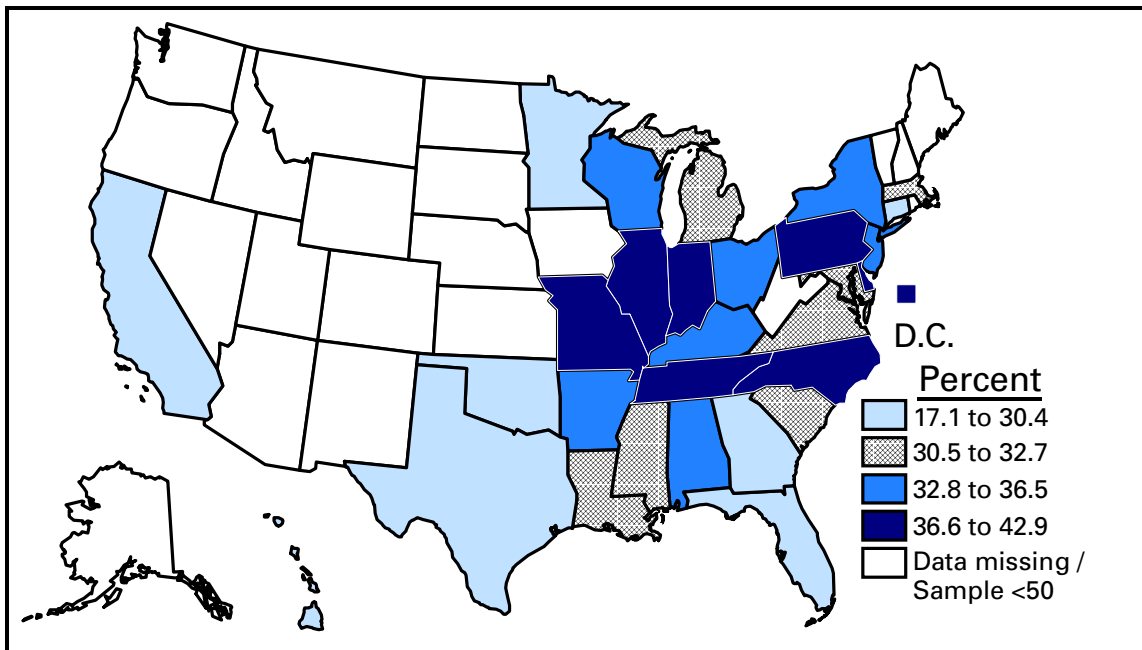 D.C.
Percent
17.1 to 30.4
30.5 to 32.7
32.8 to 36.5
36.6 to 42.9
Data missing /
Sample <50